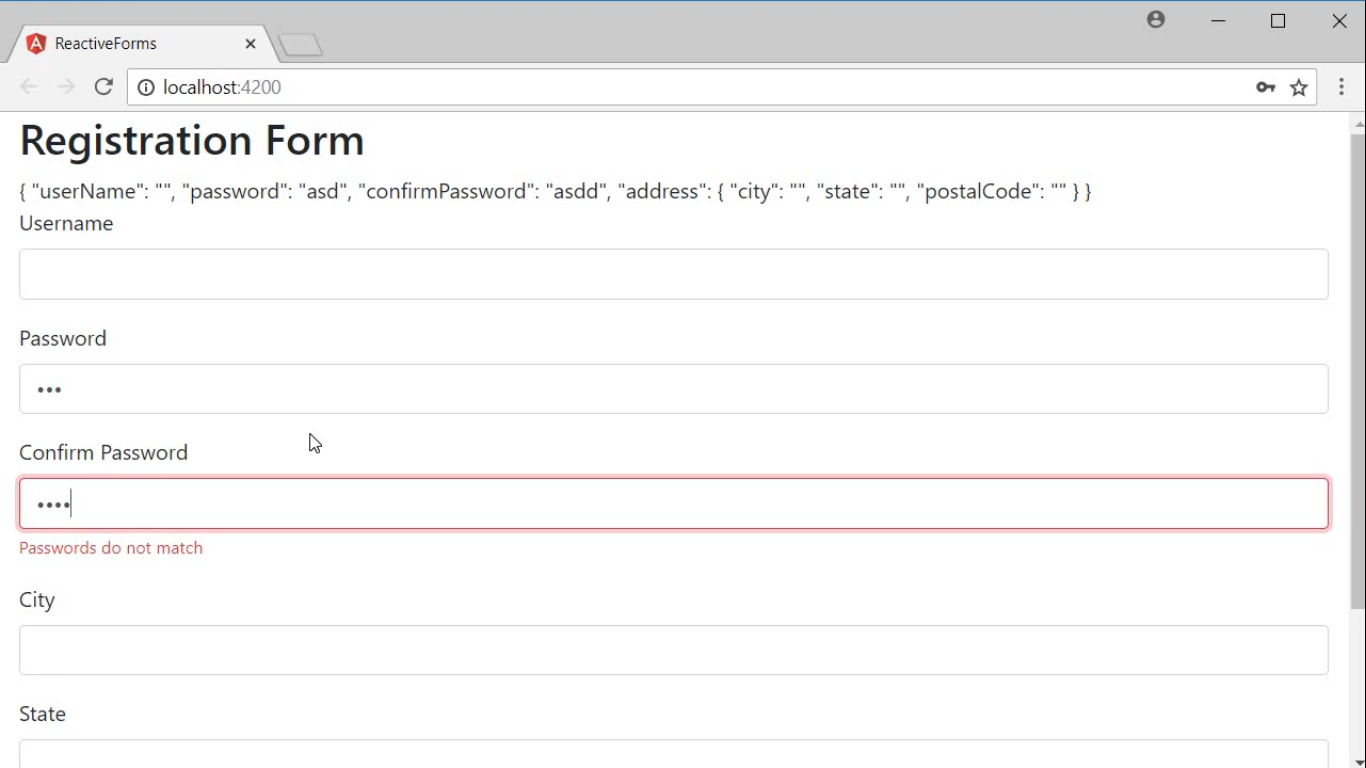 ReactiveForms
localhost:4200
Registration Form
{ "userName": "", "password": "asd", "confirmPassword": "asdd", "address": { "city": "", "state": "", "postalCode": "" } }
Username
Password
•••
Confirm Password
••••
Passwords do not match
City
State